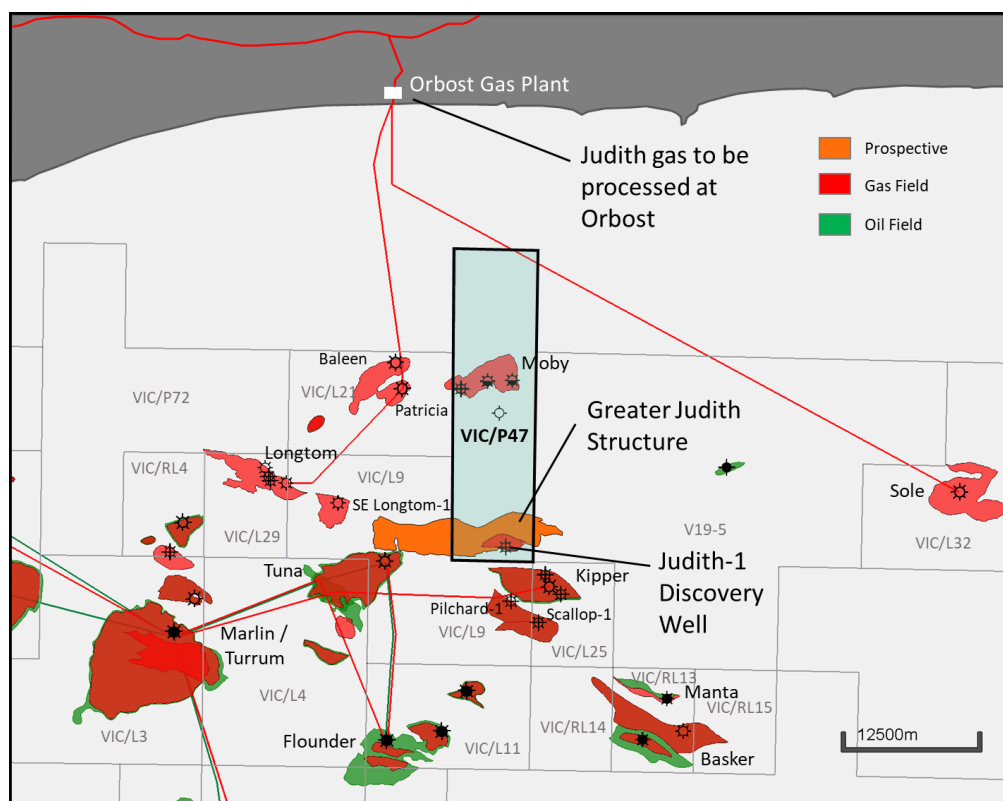 Orbost Gas Plant
Judith gas to be
processed at
Orbost
Prospective
Gas Field
Oil Field
Baleen
Moby
VIC/P72
VIC/L21
Patricia
Greater Judith
Structure
VIC/P47
Longtom
VIC/RL4
VIC/L9
SE Longtom-1
Sole
V19-5
VIC/L29
VIC/L32
Judith-1
Discovery
Well
Tuna
Kipper
Pilchard-1
Scallop-1
VIC/L9
Marlin /
Turrum
VIC/L25
VIC/RL13
VIC/L4
Manta
VIC/RL15
VIC/RL14
VIC/L3
Flounder
VIC/L11
Basker
12500m